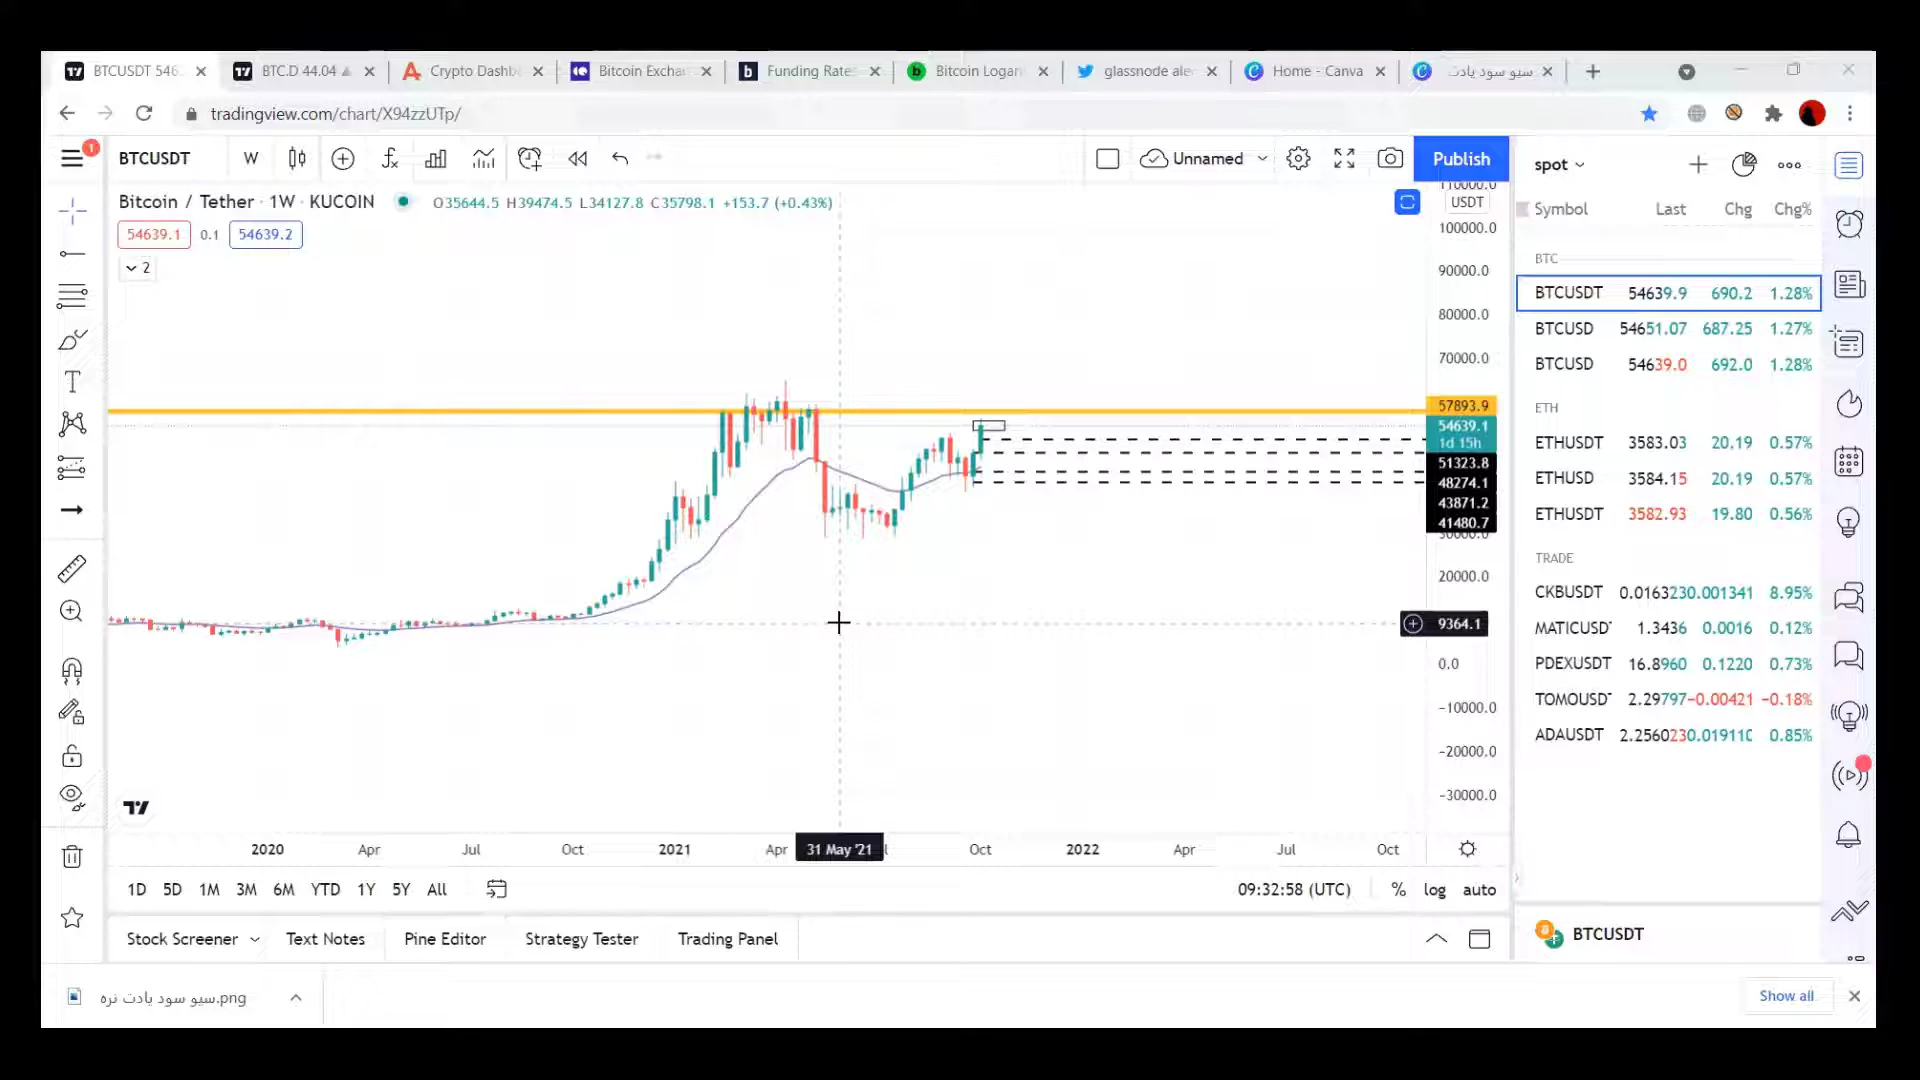 BTCUSDT 546
BTC.D 44.04
Crypto Dashb
Bitcoin Excha
Funding Rate
Bitcoin Logar
glassnode ale
Home - Canva
سیو سود یادت
tradingview.com/chart/X94zzUTp/
1
BTCUSDT
W
Unnamed
Publish
spot
Bitcoin / Tether · 1W · KUCOIN
O35644.5 H39474.5 L34127.8 C35798.1 +153.7 (+0.43%)
54639.1 0.1 54639.2
2
110000.0
USDT
100000.0
90000.0
80000.0
70000.0
57893.9
54639.1
1d 15h
51323.8
48274.1
43871.2
41480.7
30000.0
20000.0
9364.1
0.0
−10000.0
−20000.0
−30000.0
2020 Apr Jul Oct 2021 Apr 31 May '21 Oct 2022 Apr Jul Oct
1D 5D 1M 3M 6M YTD 1Y 5Y All
09:32:58 (UTC) % log auto
Stock Screener Text Notes Pine Editor Strategy Tester Trading Panel
Symbol Last Chg Chg%
BTC
BTCUSDT 54639.9 690.2 1.28%
BTCUSD 54651.07 687.25 1.27%
BTCUSD 54639.0 692.0 1.28%
ETH
ETHUSDT 3583.03 20.19 0.57%
ETHUSD 3584.15 20.19 0.57%
ETHUSDT 3582.93 19.80 0.56%
TRADE
CKBUSDT 0.0163230.001341 8.95%
MATICUSD 1.3436 0.0016 0.12%
PDEXUSDT 16.8960 0.1220 0.73%
TOMOUSD 2.29797 −0.00421 −0.18%
ADAUSDT 2.2560230.01911 0.85%
BTCUSDT
سیو سود یادت نره.png
Show all